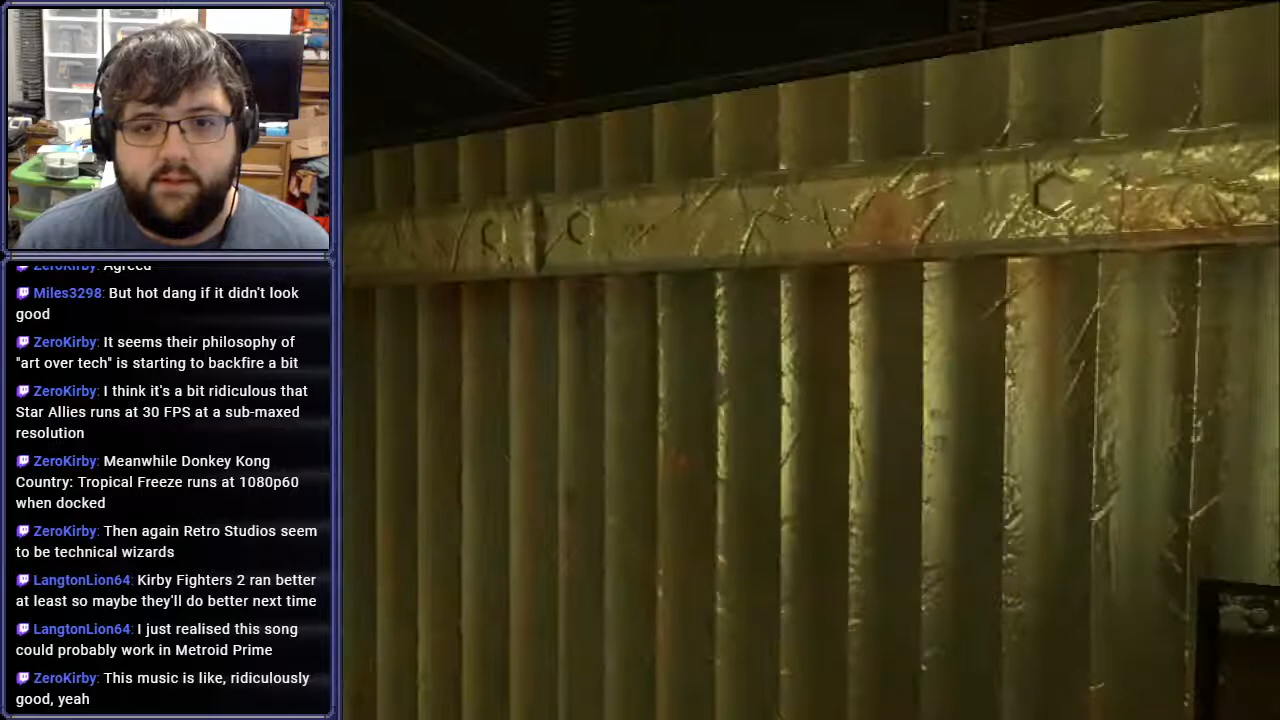 ZeroKirby: Agreed
Miles3298: But hot dang if it didn't look
good
ZeroKirby: It seems their philosophy of
"art over tech" is starting to backfire a bit
ZeroKirby: I think it's a bit ridiculous that
Star Allies runs at 30 FPS at a sub-maxed
resolution
ZeroKirby: Meanwhile Donkey Kong
Country: Tropical Freeze runs at 1080p60
when docked
ZeroKirby: Then again Retro Studios seem
to be technical wizards
LangtonLion64: Kirby Fighters 2 ran better
at least so maybe they'll do better next time
LangtonLion64: I just realised this song
could probably work in Metroid Prime
ZeroKirby: This music is like, ridiculously
good, yeah